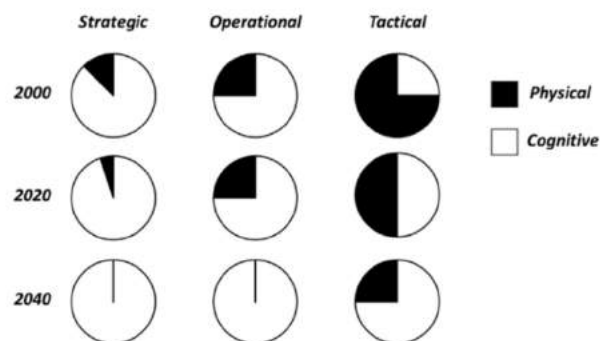 Strategic Operational Tactical
2000
Physical
Cognitive
2020
2040